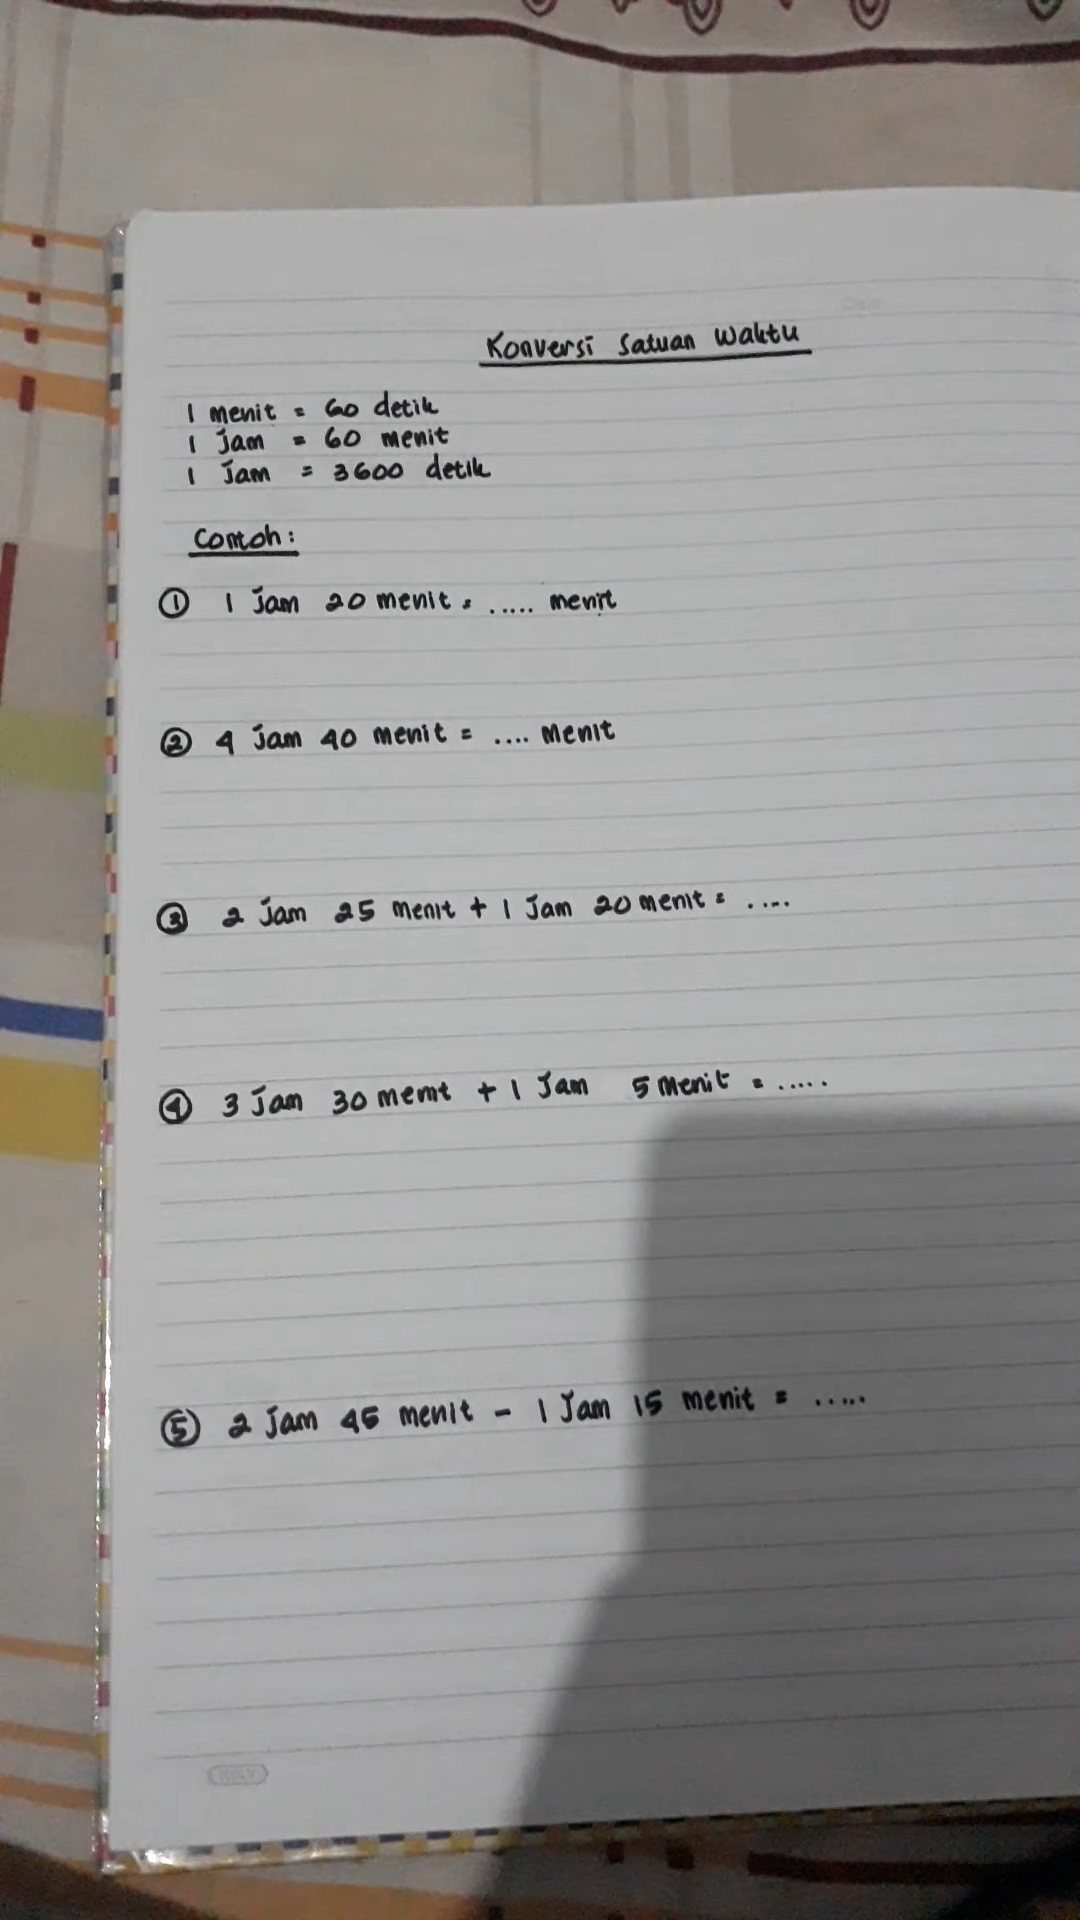 Konversi Satuan Waktu
1 menit = 60 detik
1 Jam = 60 menit
1 Jam = 3600 detik
Contoh :
① 1 Jam 20 menit = ..... menit
② 4 Jam 40 menit = .... menit
③ 2 Jam 25 menit + 1 Jam 20 menit = ....
④ 3 Jam 30 menit + 1 Jam 5 menit = .....
⑤ 2 Jam 45 menit - 1 Jam 15 menit = .....